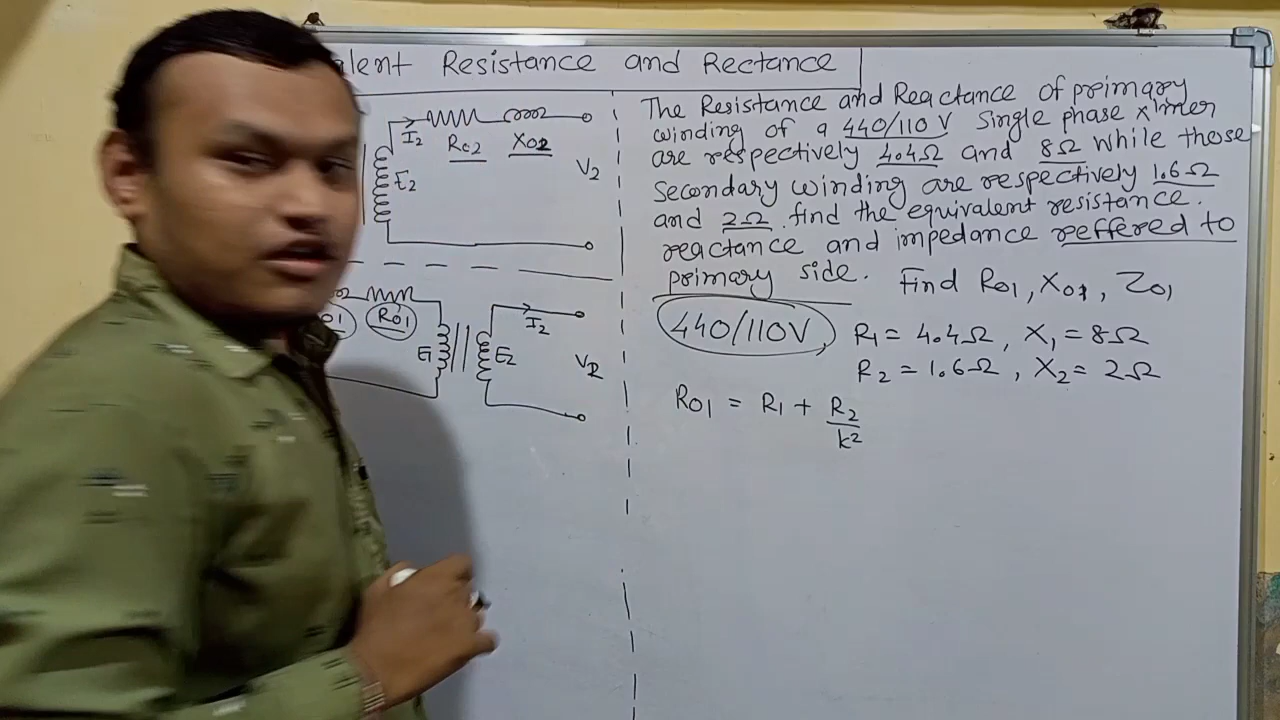 alent Resistance and Rectance
I2 R02 X02 V2
E2
01 R01 E1 E2 I2 V2
The Resistance and Reactance of primary
winding of a 440/110 V Single phase x'mer
are respectively 4.4Ω and 8Ω while those
Secondary winding are respectively 1.6Ω
and 2Ω. find the equivalent resistance.
reactance and impedance reffered to
primary side. Find R01, X01, Z01
440/110V, R1 = 4.4Ω, X1 = 8Ω
R2 = 1.6Ω, X2 = 2Ω
R01 = R1 + R2/k²